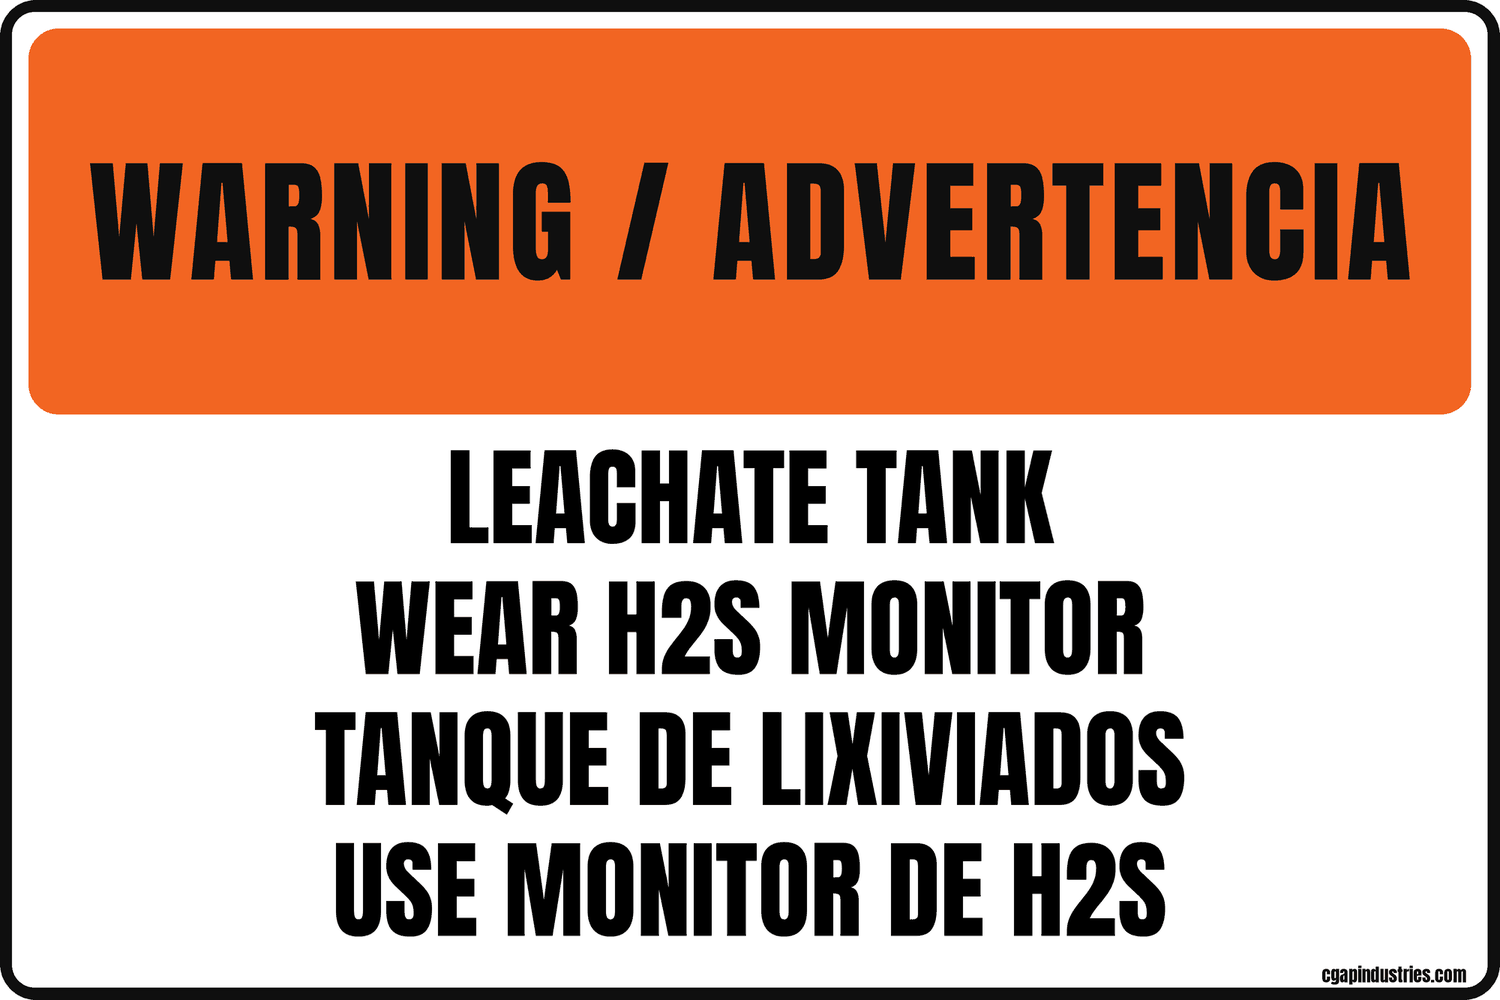 WARNING / ADVERTENCIA
LEACHATE TANK
WEAR H2S MONITOR
TANQUE DE LIXIVIADOS
USE MONITOR DE H2S
cgapindustries.com